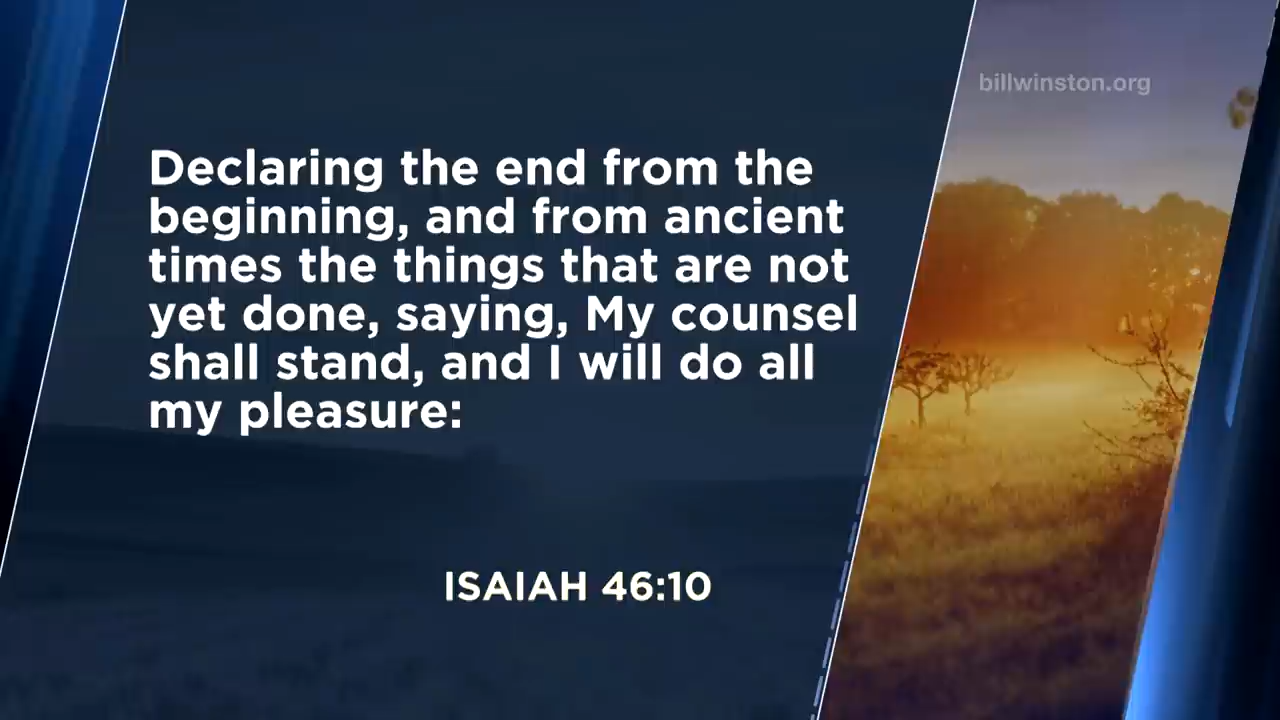 billwinston.org
Declaring the end from the
beginning, and from ancient
times the things that are not
yet done, saying, My counsel
shall stand, and I will do all
my pleasure:
ISAIAH 46:10